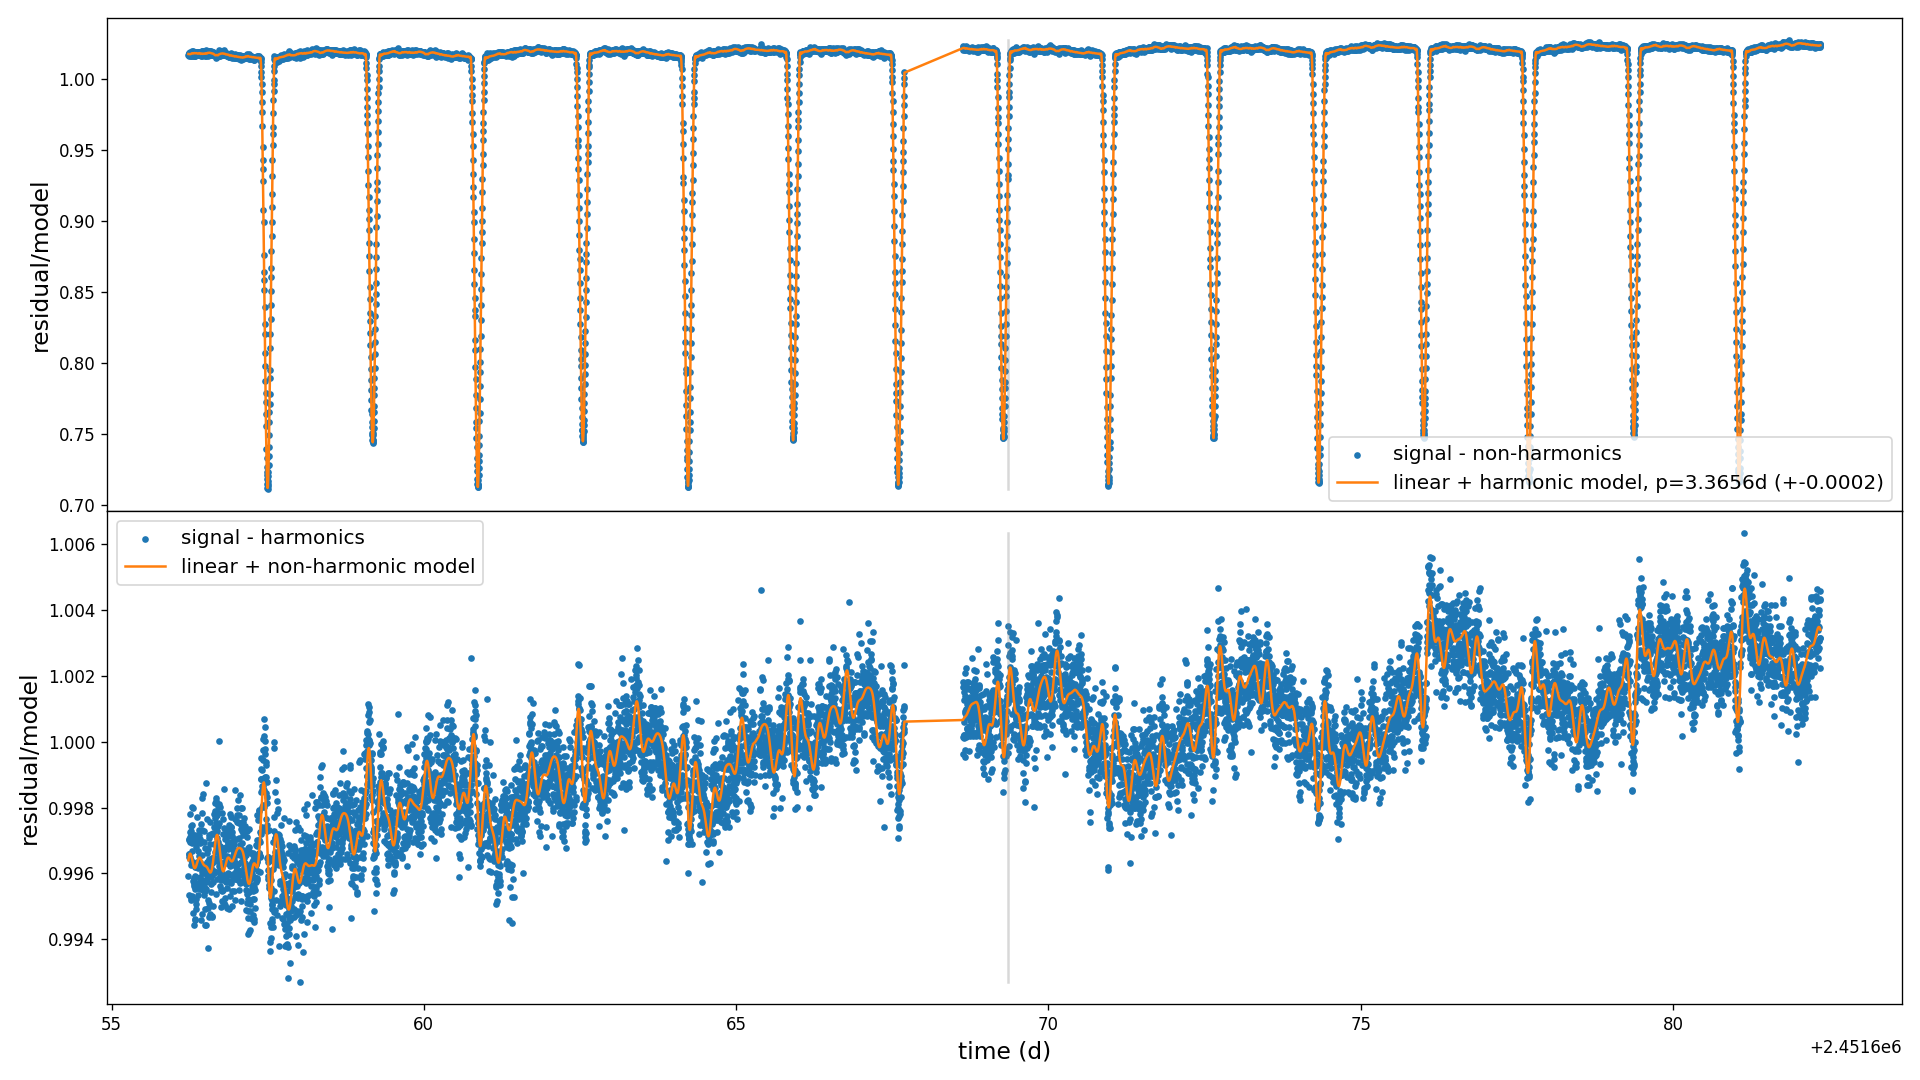 1.00
0.95
0.90
0.85
0.80
0.75
0.70
residual/model
signal - non-harmonics
linear + harmonic model, p=3.3656d (+-0.0002)
signal - harmonics
linear + non-harmonic model
1.006
1.004
1.002
1.000
0.998
0.996
0.994
residual/model
55 60 65 70 75 80
time (d)
+2.4516e6